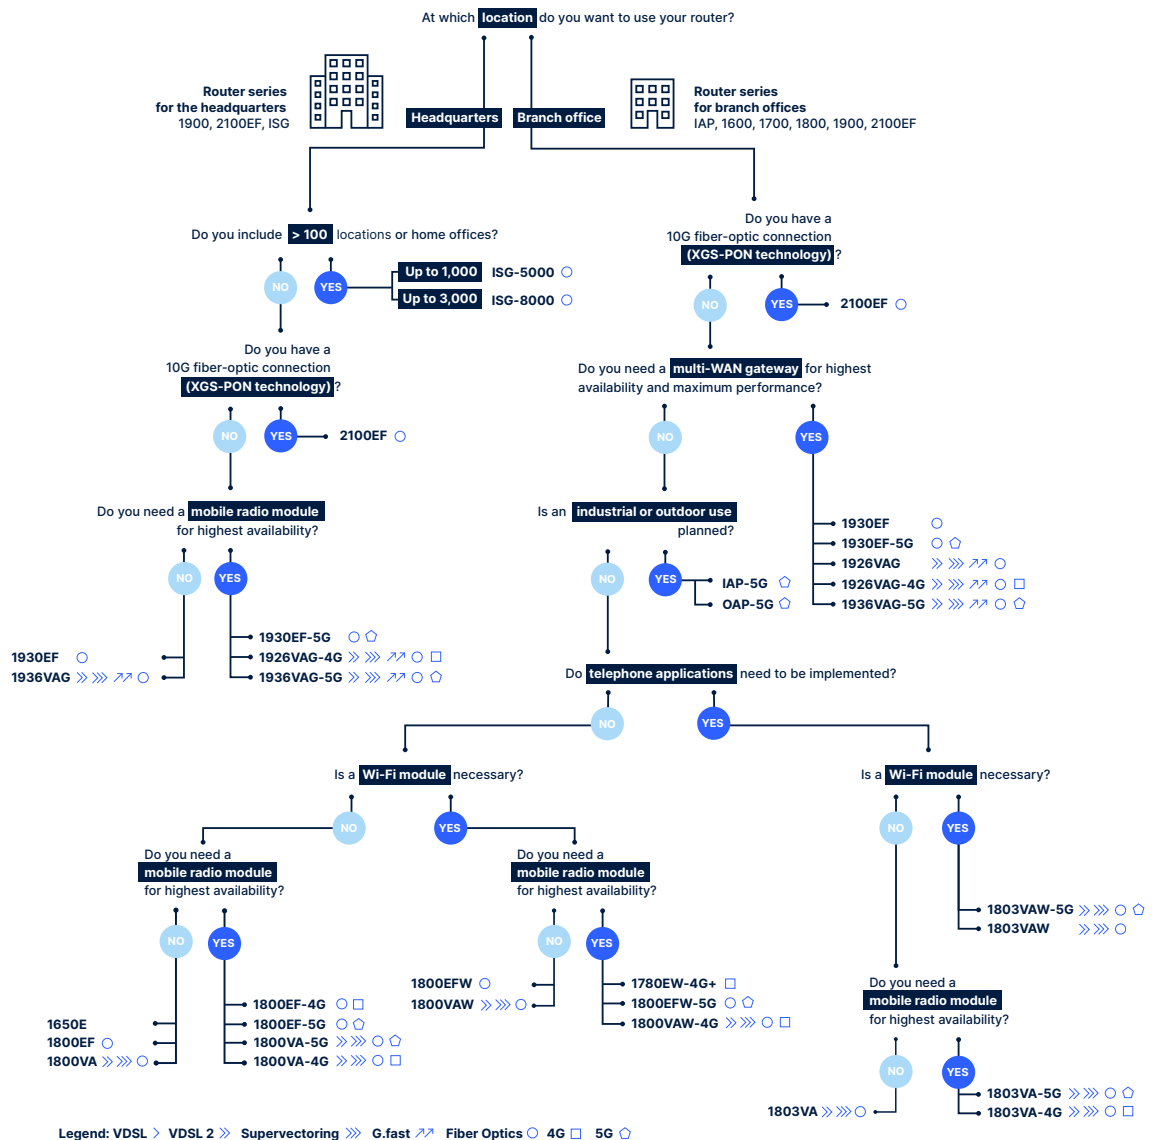 At which location do you want to use your router?
Router series
for the headquarters
1900, 2100EF, ISG
Headquarters
Branch office
Router series
for branch offices
IAP, 1600, 1700, 1800, 1900, 2100EF
Do you include > 100 locations or home offices?
NO
YES
Up to 1,000 ISG-5000
Up to 3,000 ISG-8000
Do you have a
10G fiber-optic connection
(XGS-PON technology)?
NO
YES
2100EF
Do you need a mobile radio module
for highest availability?
NO
YES
1930EF
1936VAG
1930EF-5G
1926VAG-4G
1936VAG-5G
Do you have a
10G fiber-optic connection
(XGS-PON technology)?
NO
YES
2100EF
Do you need a multi-WAN gateway for highest
availability and maximum performance?
NO
YES
1930EF
1930EF-5G
1926VAG
1926VAG-4G
1936VAG-5G
Is an industrial or outdoor use
planned?
NO
YES
IAP-5G
OAP-5G
Do telephone applications need to be implemented?
NO
YES
Is a Wi-Fi module necessary?
NO
YES
Do you need a
mobile radio module
for highest availability?
NO
YES
1650E
1800EF
1800VA
1800EF-4G
1800EF-5G
1800VA-5G
1800VA-4G
Do you need a
mobile radio module
for highest availability?
NO
YES
1800EFW
1800VAW
1780EW-4G+
1800EFW-5G
1800VAW-4G
Is a Wi-Fi module necessary?
NO
YES
1803VAW-5G
1803VAW
Do you need a
mobile radio module
for highest availability?
NO
YES
1803VA
1803VA-5G
1803VA-4G
Legend: VDSL VDSL 2 Supervectoring G.fast Fiber Optics 4G 5G